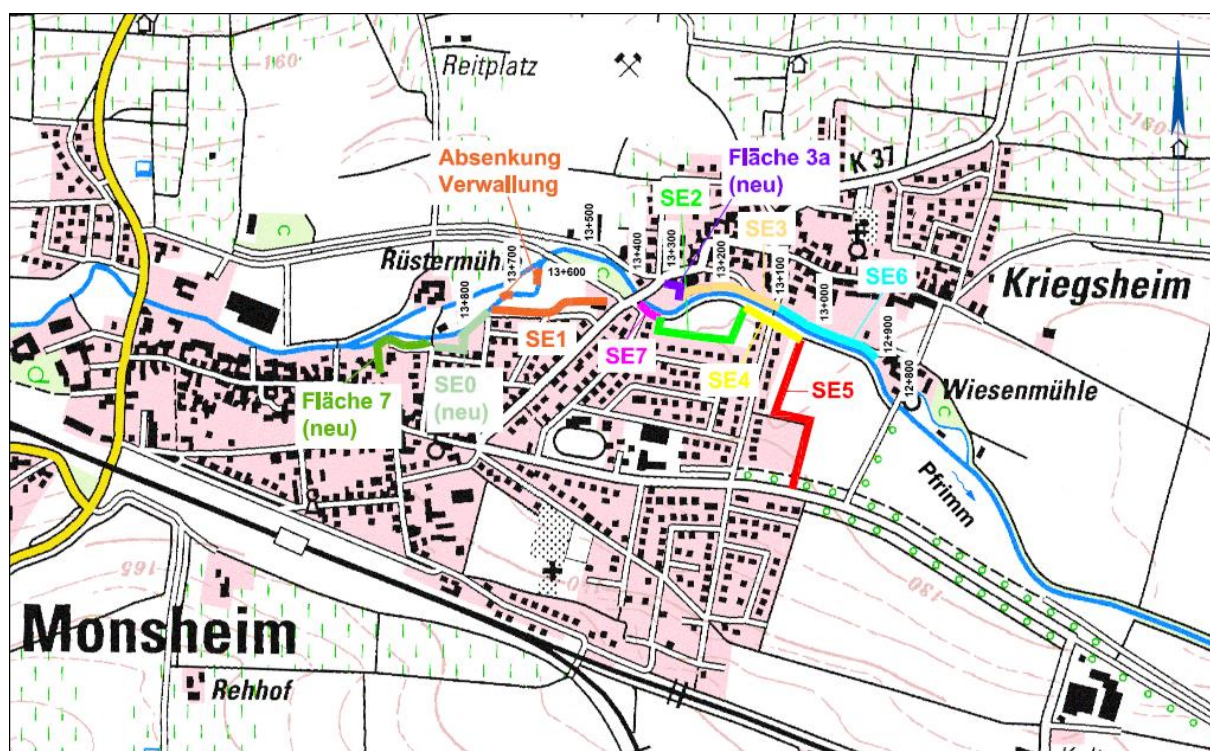 Reitplatz
160
180
K 37
Absenkung
Verwallung
Fläche 3a
(neu)
SE2
SE3
13+500
13+400
13+300
13+200
13+100
13+000
12+900
12+800
Rüstermüh
13+700
13+600
13+800
SE6
Kriegsheim
SE1
SE7
SE4
SE5
SE0
(neu)
Fläche 7
(neu)
Wiesenmühle
Pfrimm
165
180
Monsheim
Rehhof